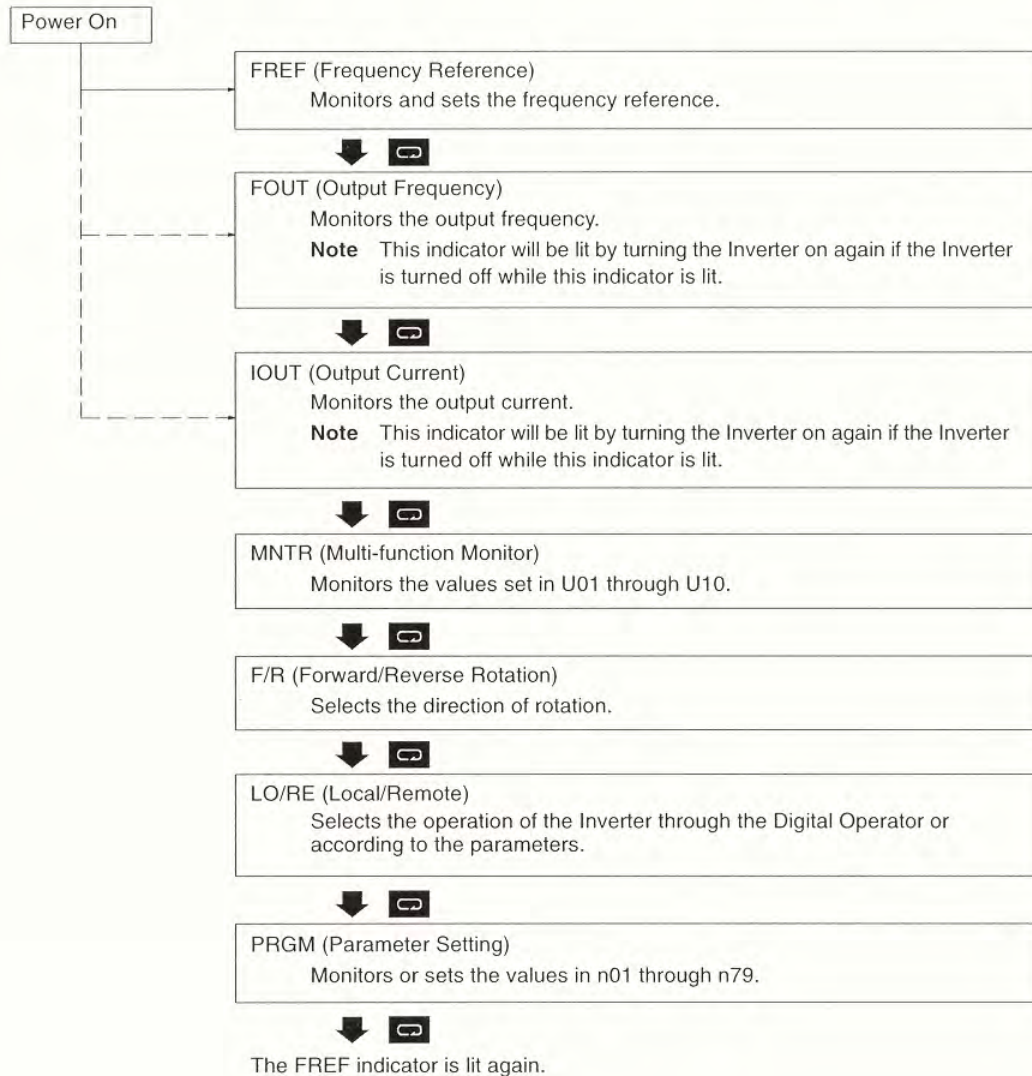 Power On
FREF (Frequency Reference)
Monitors and sets the frequency reference.
FOUT (Output Frequency)
Monitors the output frequency.
Note This indicator will be lit by turning the Inverter on again if the Inverter
is turned off while this indicator is lit.
IOUT (Output Current)
Monitors the output current.
Note This indicator will be lit by turning the Inverter on again if the Inverter
is turned off while this indicator is lit.
MNTR (Multi-function Monitor)
Monitors the values set in U01 through U10.
F/R (Forward/Reverse Rotation)
Selects the direction of rotation.
LO/RE (Local/Remote)
Selects the operation of the Inverter through the Digital Operator or
according to the parameters.
PRGM (Parameter Setting)
Monitors or sets the values in n01 through n79.
The FREF indicator is lit again.